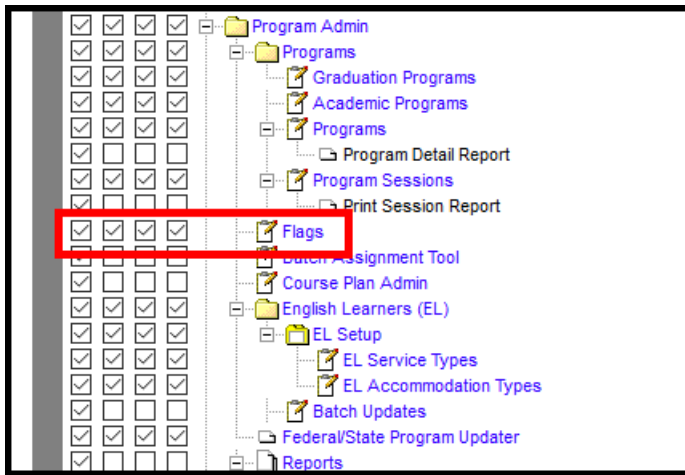 Program Admin
Programs
Graduation Programs
Academic Programs
Programs
Program Detail Report
Program Sessions
Print Session Report
Flags
Batch Assignment Tool
Course Plan Admin
English Learners (EL)
EL Setup
EL Service Types
EL Accommodation Types
Batch Updates
Federal/State Program Updater
Reports